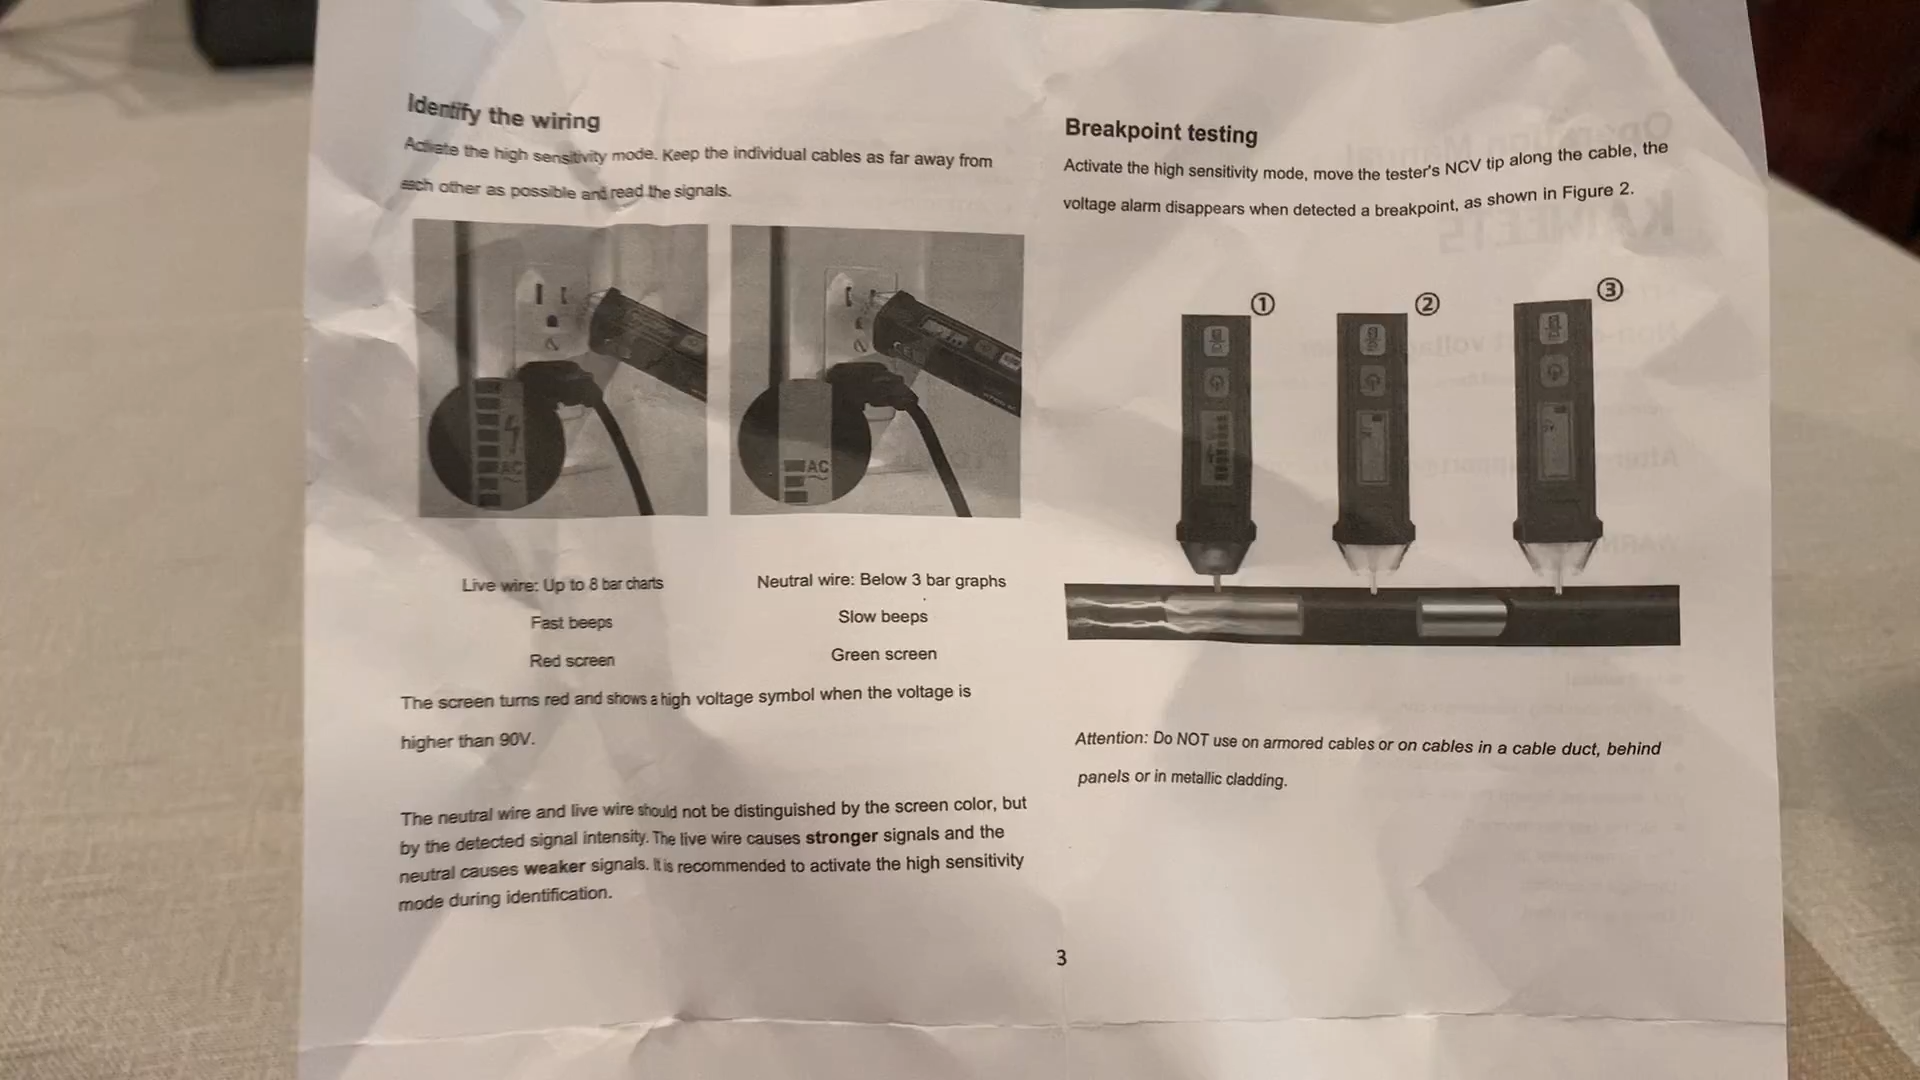 Identify the wiring
Activate the high sensitivity mode. Keep the individual cables as far away from
each other as possible and read the signals.
AC
AC
Live wire: Up to 8 bar charts
Fast beeps
Red screen
Neutral wire: Below 3 bar graphs
Slow beeps
Green screen
The screen turns red and shows a high voltage symbol when the voltage is
higher than 90V.
The neutral wire and live wire should not be distinguished by the screen color, but
by the detected signal intensity. The live wire causes stronger signals and the
neutral causes weaker signals. It is recommended to activate the high sensitivity
mode during identification.
Breakpoint testing
Activate the high sensitivity mode, move the tester's NCV tip along the cable, the
voltage alarm disappears when detected a breakpoint, as shown in Figure 2.
①
②
③
Attention: Do NOT use on armored cables or on cables in a cable duct, behind
panels or in metallic cladding.
3